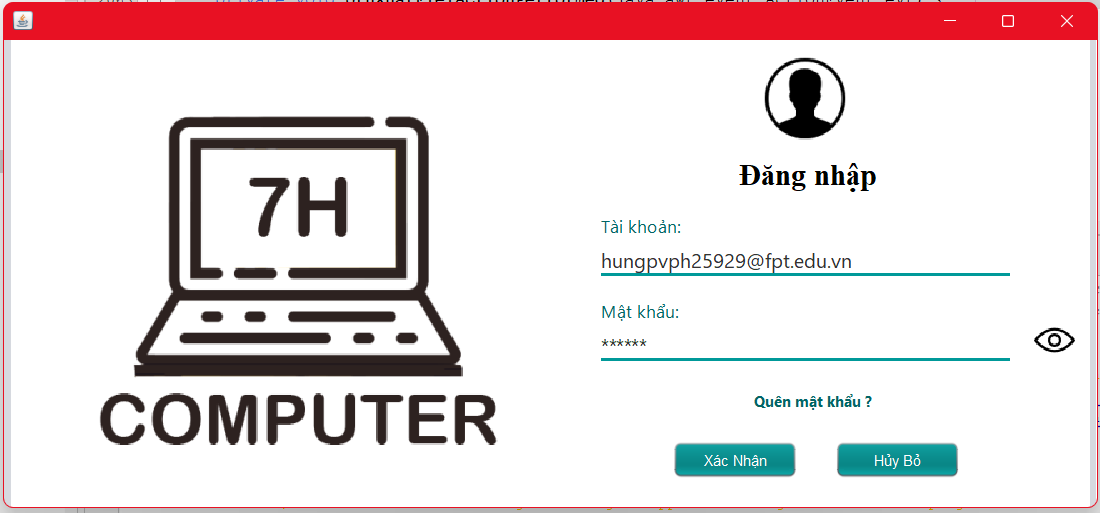 7H
COMPUTER
Đăng nhập
Tài khoản:
hungpvph25929@fpt.edu.vn
Mật khẩu:
******
Quên mật khẩu ?
Xác Nhận
Hủy Bỏ